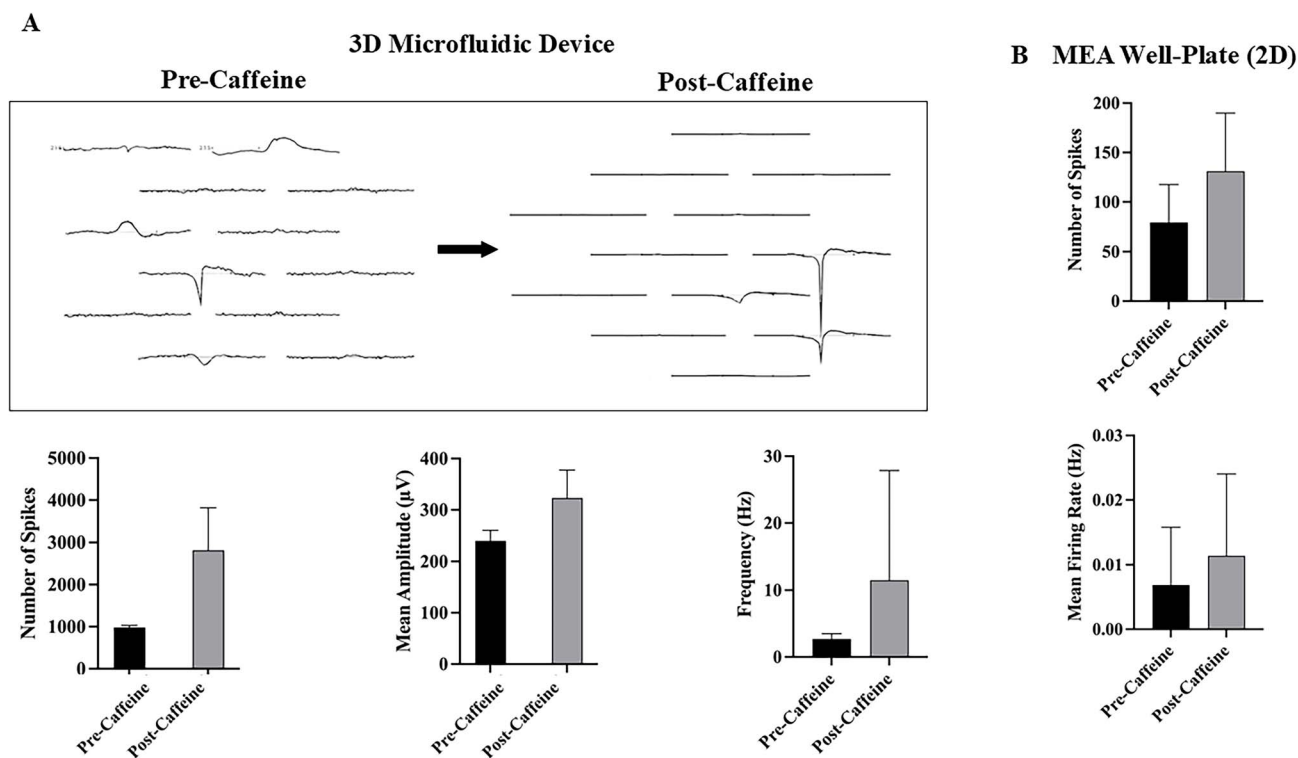 A
3D Microfluidic Device
Pre-Caffeine
Post-Caffeine
B MEA Well-Plate (2D)
Number of Spikes
200
150
100
50
0
Pre-Caffeine
Post-Caffeine
Number of Spikes
5000
4000
3000
2000
1000
0
Pre-Caffeine
Post-Caffeine
Mean Amplitude (µV)
400
300
200
100
0
Pre-Caffeine
Post-Caffeine
Frequency (Hz)
30
20
10
0
Pre-Caffeine
Post-Caffeine
Mean Firing Rate (Hz)
0.03
0.02
0.01
0.00
Pre-Caffeine
Post-Caffeine